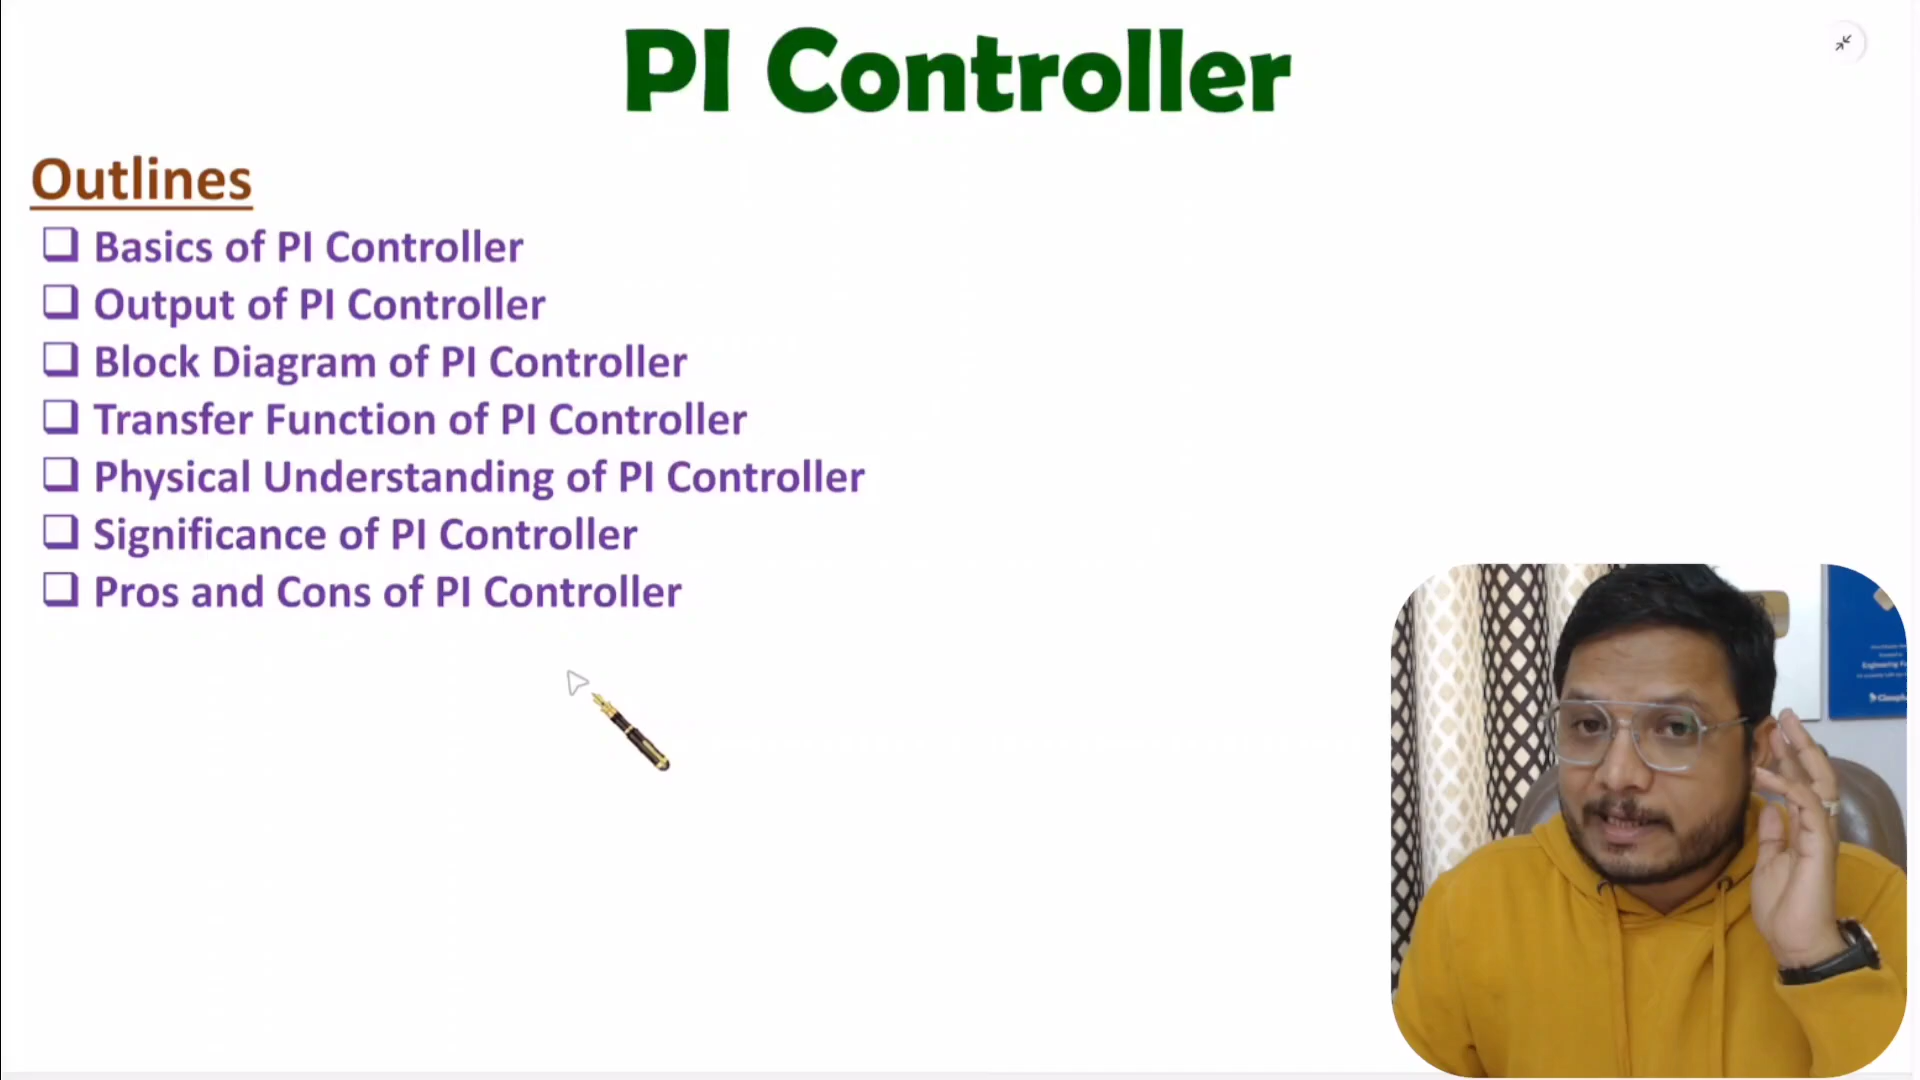 PI Controller
Outlines
Basics of PI Controller
Output of PI Controller
Block Diagram of PI Controller
Transfer Function of PI Controller
Physical Understanding of PI Controller
Significance of PI Controller
Pros and Cons of PI Controller